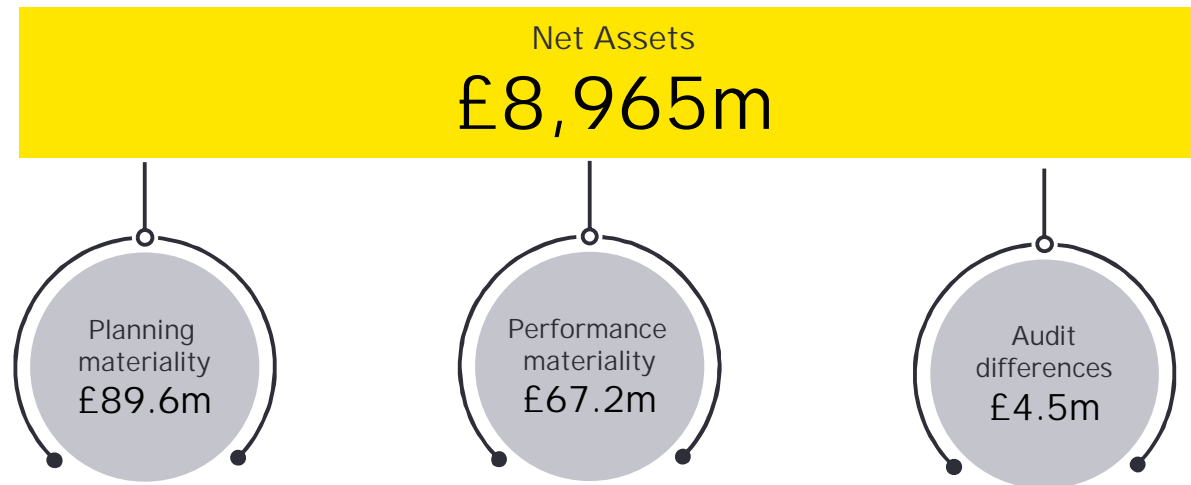 Net Assets
£8,965m
Planning
materiality
£89.6m
Performance
materiality
£67.2m
Audit
differences
£4.5m